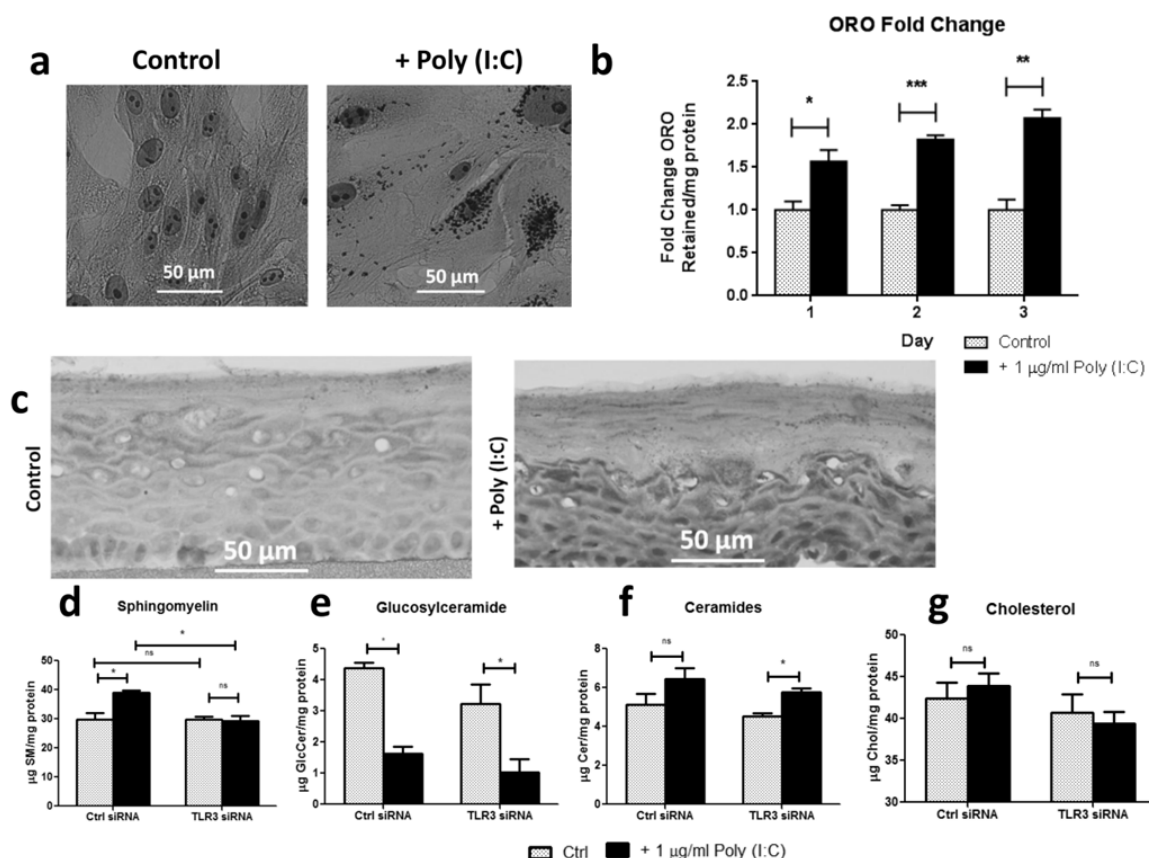 a
Control
+ Poly (I:C)
50 µm
50 µm
b
ORO Fold Change
Fold Change ORO
Retained/mg protein
2.5
2.0
1.5
1.0
0.5
0.0
*
***
**
1
2
3
Day
Control
+ 1 µg/ml Poly (I:C)
c
Control
50 µm
+ Poly (I:C)
50 µm
d
Sphingomyelin
µg SM/mg protein
50
40
30
20
10
0
*
ns
*
ns
Ctrl siRNA
TLR3 siRNA
e
Glucosylceramide
µg GlcCer/mg protein
5
4
3
2
1
0
*
*
Ctrl siRNA
TLR3 siRNA
f
Ceramides
µg Cer/mg protein
8
6
4
2
0
ns
*
Ctrl siRNA
TLR3 siRNA
g
Cholesterol
µg Chol/mg protein
50
45
40
35
30
ns
ns
Ctrl siRNA
TLR3 siRNA
Ctrl
+ 1 µg/ml Poly (I:C)